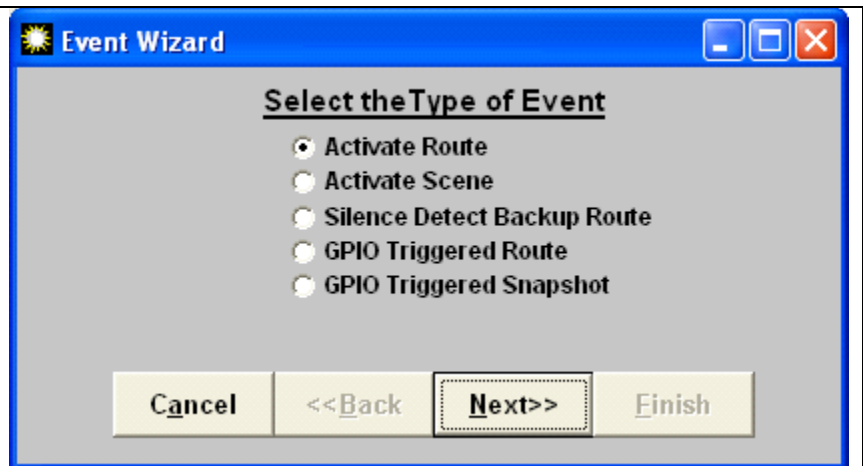 Event Wizard
Select theType of Event
Activate Route
Activate Scene
Silence Detect Backup Route
GPIO Triggered Route
GPIO Triggered Snapshot
Cancel <<Back Next>> Finish